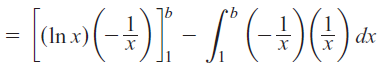 = [(ln x)(-1/x)]₁ᵇ - ∫₁ᵇ (-1/x)(1/x) dx